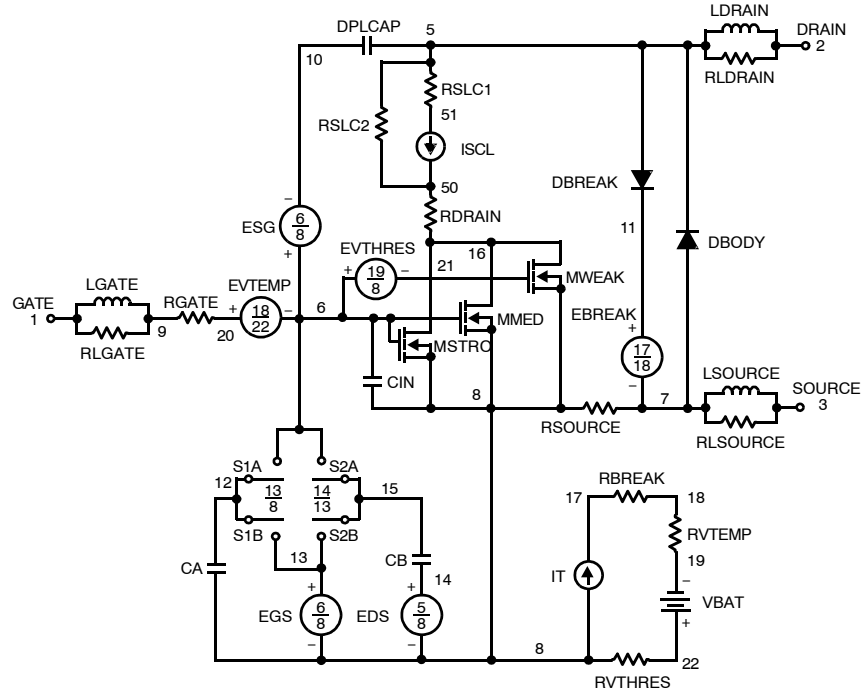 LDRAIN
DPLCAP
5
DRAIN
2
10
RLDRAIN
RSLC1
51
RSLC2
ISCL
50
DBREAK
RDRAIN
11
ESG
6
8
−
+
DBODY
EVTHRES
16
21
+
19
8
−
MWEAK
LGATE
EVTEMP
EBREAK
GATE
1
RGATE
+
18
22
−
6
MMED
+
17
18
−
9
20
RLGATE
MSTRO
CIN
LSOURCE
8
7
SOURCE
3
RSOURCE
RLSOURCE
S1A
S2A
12
13
8
14
13
15
RBREAK
17
18
S1B
S2B
RVTEMP
13
CB
19
CA
14
IT
−
VBAT
+
+
EGS
6
8
−
+
EDS
5
8
−
8
22
RVTHRES